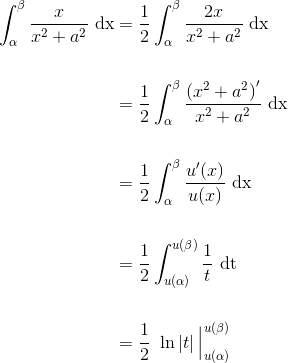 ∫_α^β x/(x² + a²) dx = 1/2 ∫_α^β 2x/(x² + a²) dx
= 1/2 ∫_α^β (x² + a²)′/(x² + a²) dx
= 1/2 ∫_α^β u′(x)/u(x) dx
= 1/2 ∫_{u(α)}^{u(β)} 1/t dt
= 1/2 ln|t| |_{u(α)}^{u(β)}